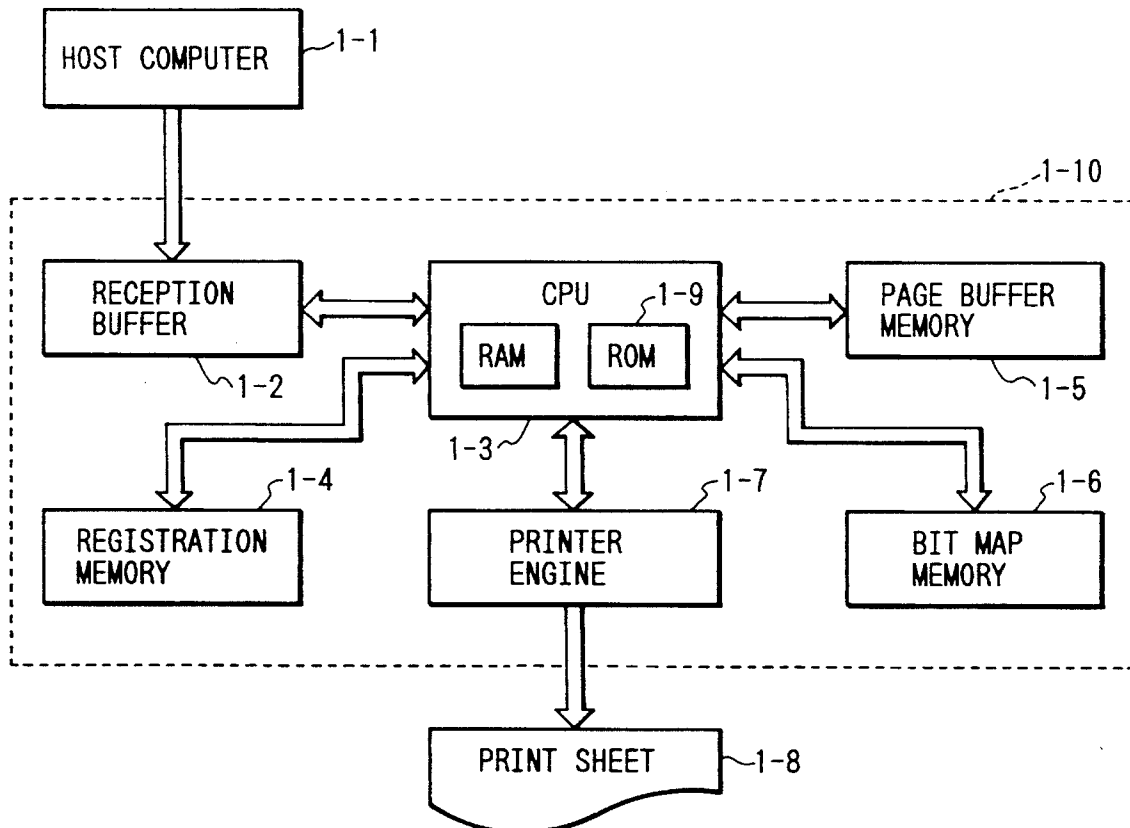 HOST COMPUTER
1-1
1-10
RECEPTION
BUFFER
1-2
CPU
1-9
RAM
ROM
1-3
PAGE BUFFER
MEMORY
1-5
1-4
REGISTRATION
MEMORY
1-7
PRINTER
ENGINE
1-6
BIT MAP
MEMORY
PRINT SHEET
1-8